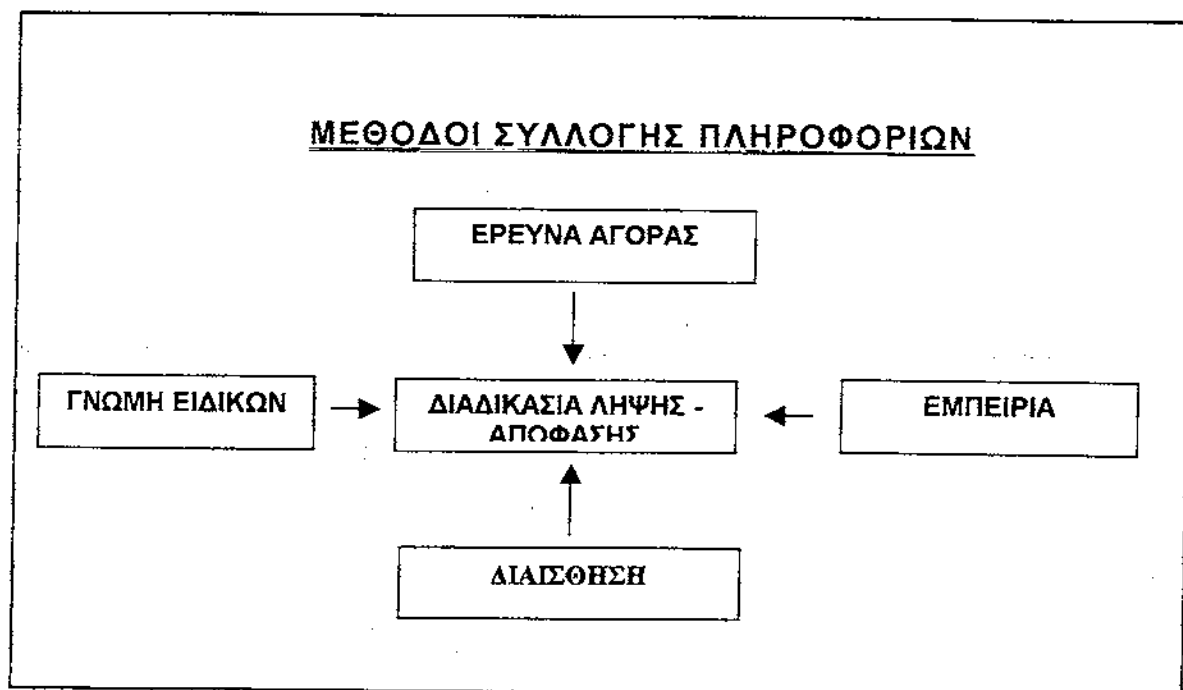 ΜΕΘΟΔΟΙ ΣΥΛΛΟΓΗΣ ΠΛΗΡΟΦΟΡΙΩΝ
ΕΡΕΥΝΑ ΑΓΟΡΑΣ
ΓΝΩΜΗ ΕΙΔΙΚΩΝ
ΔΙΑΔΙΚΑΣΙΑ ΛΗΨΗΣ -
ΑΠΟΦΑΣΗΣ
ΕΜΠΕΙΡΙΑ
ΔΙΑΙΣΘΗΣΗ